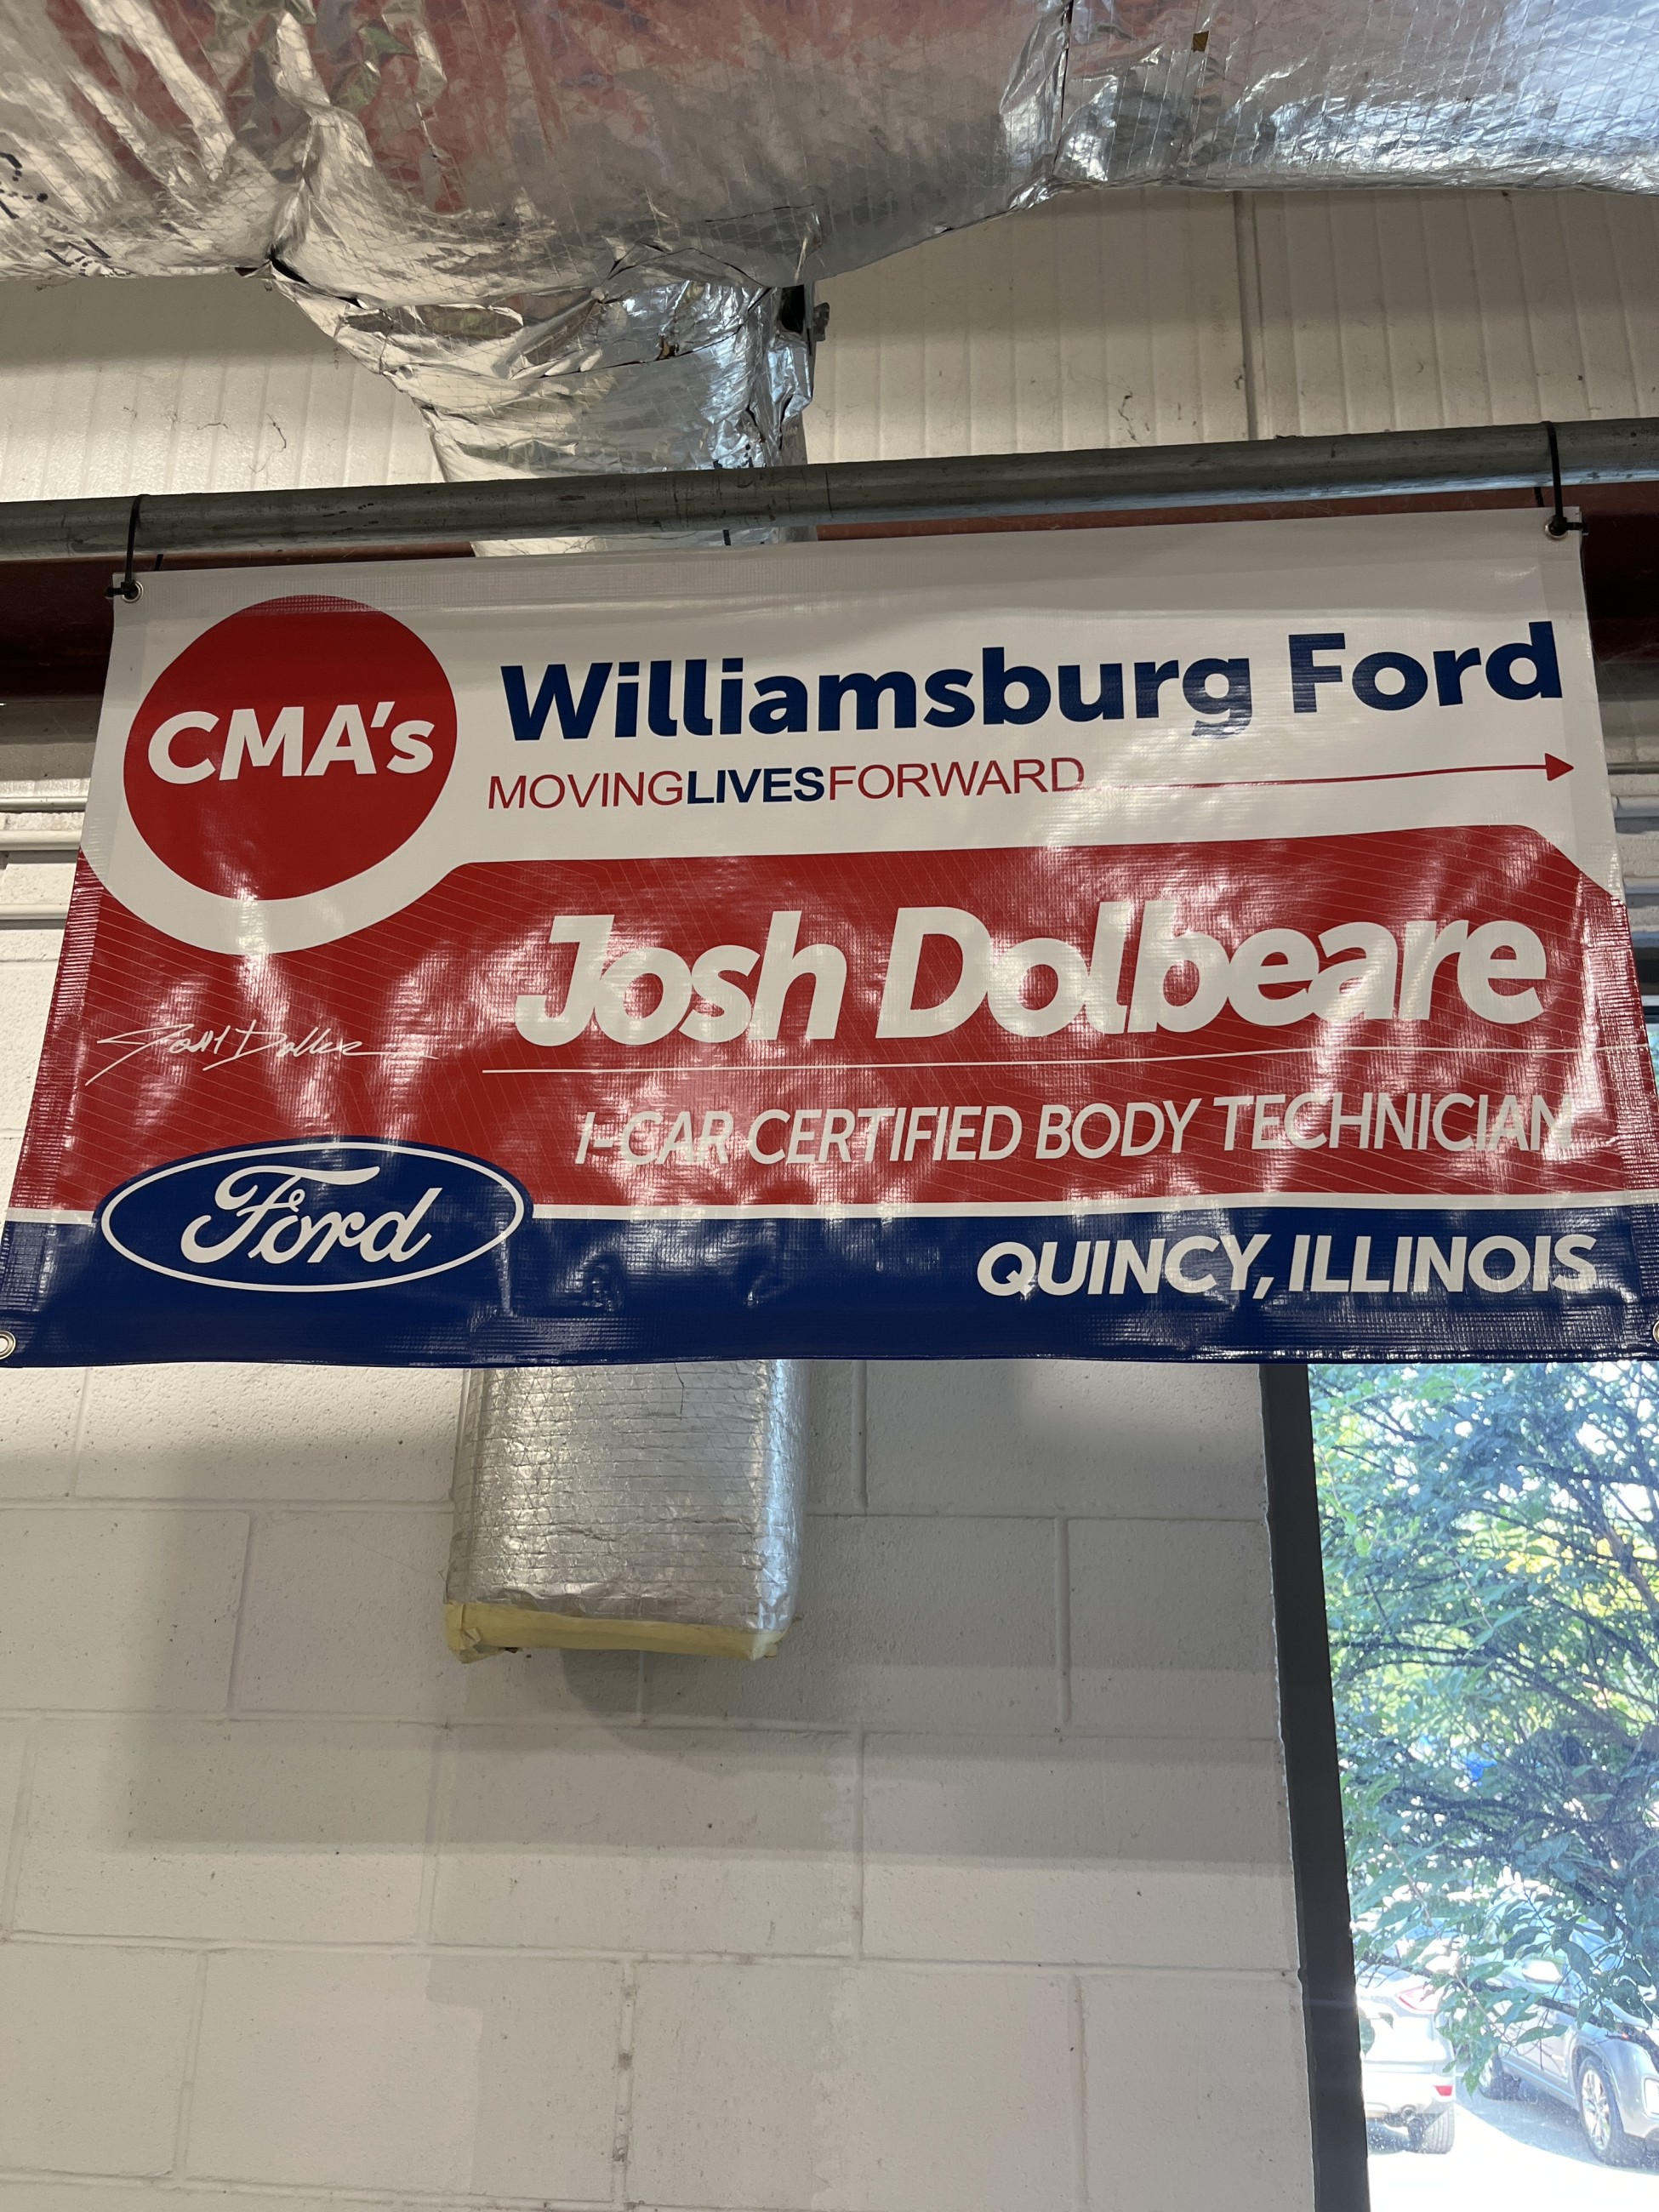 CMA's
Williamsburg Ford
MOVINGLIVESFORWARD
Josh Dolbeare
I-CAR CERTIFIED BODY TECHNICIAN
Ford
QUINCY, ILLINOIS